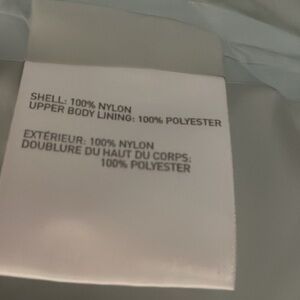 SHELL: 100% NYLON
UPPER BODY LINING: 100% POLYESTER
EXTÉRIEUR: 100% NYLON
DOUBLURE DU HAUT DU CORPS:
100% POLYESTER